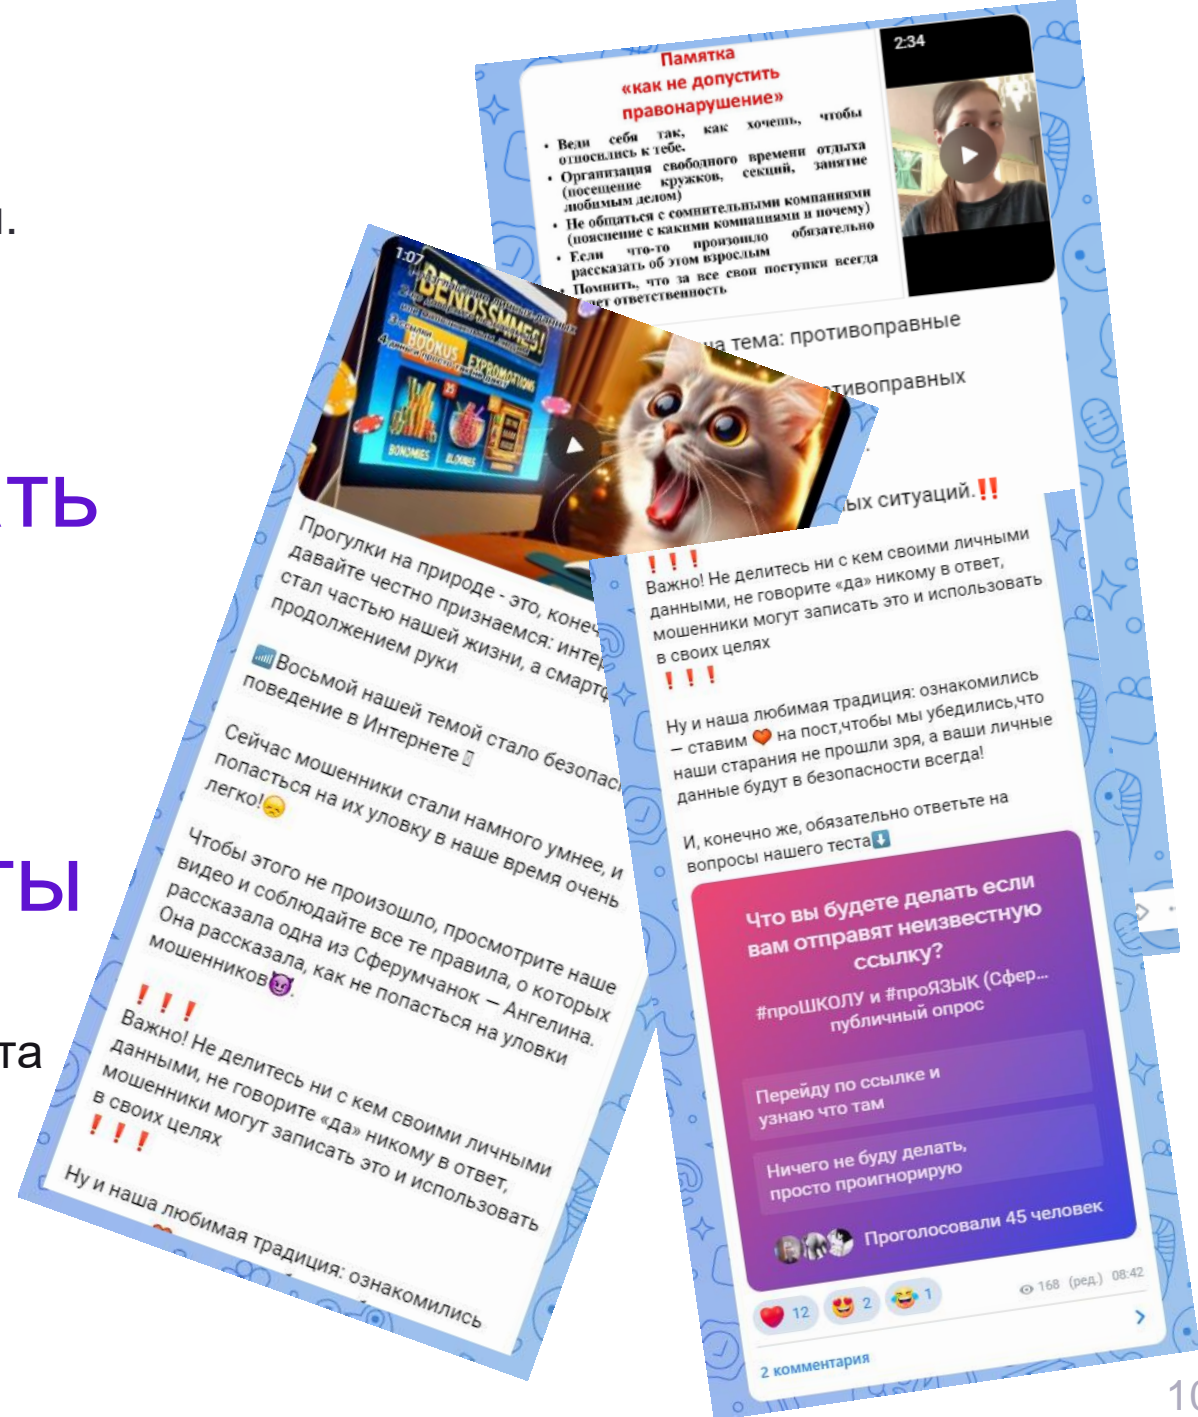 2:34
Памятка
«как не допустить
правонарушение»
• Веди себя так, как хочешь, чтобы
относились к тебе.
• Организация свободного времени отдыха
(посещение кружков, секций, занятие
любимым делом)
• Не общаться с сомнительными компаниями
(пояснение с какими компаниями и почему)
• Если что-то произошло обязательно
рассказать об этом взрослым
• Помнить, что за все свои поступки всегда
ответственность
тема: противоправные
тивоправных
ых ситуаций.‼️
ть
ты
та
1:07
BENOSSMMES!
BOOKUS
EXPROMOTIONS
BONOMIES
BLOKNES
Прогулки на природе - это, конеч
давайте честно признаемся: интер
стал частью нашей жизни, а смартф
продолжением руки
📶Восьмой нашей темой стало безопас
поведение в Интернете
Сейчас мошенники стали намного умнее, и
попасться на их уловку в наше время очень
легко!😞
Чтобы этого не произошло, просмотрите наше
видео и соблюдайте все те правила, о которых
рассказала одна из Сферумчанок — Ангелина.
Она рассказала, как не попасться на уловки
мошенников😈.
❗❗❗
Важно! Не делитесь ни с кем своими личными
данными, не говорите «да» никому в ответ,
мошенники могут записать это и использовать
в своих целях
❗❗❗
Ну и наша любимая традиция: ознакомились
❗❗❗
Важно! Не делитесь ни с кем своими личными
данными, не говорите «да» никому в ответ,
мошенники могут записать это и использовать
в своих целях
❗❗❗
Ну и наша любимая традиция: ознакомились
— ставим ❤️ на пост,чтобы мы убедились,что
наши старания не прошли зря, а ваши личные
данные будут в безопасности всегда!
И, конечно же, обязательно ответьте на
вопросы нашего теста⬇️
Что вы будете делать если
вам отправят неизвестную
ссылку?
#проШКОЛУ и #проЯЗЫК (Сфер...
публичный опрос
Перейду по ссылке и
узнаю что там
Ничего не буду делать,
просто проигнорирую
Проголосовали 45 человек
❤️ 12 😍 2 😂 1
168 (ред.) 08:42
2 комментария
10